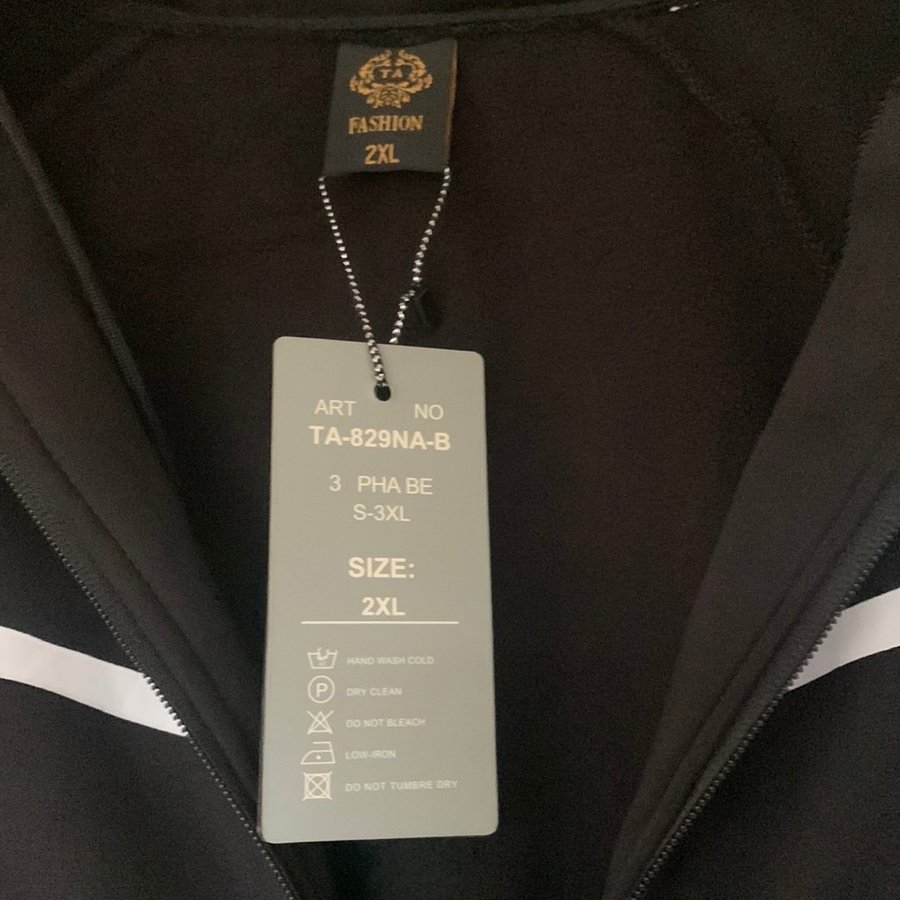 TA
FASHION
2XL
ART NO
TA-829NA-B
3 PHA BE
S-3XL
SIZE:
2XL
HAND WASH COLD
P DRY CLEAN
DO NOT BLEACH
LOW-IRON
DO NOT TUMBRE DRY